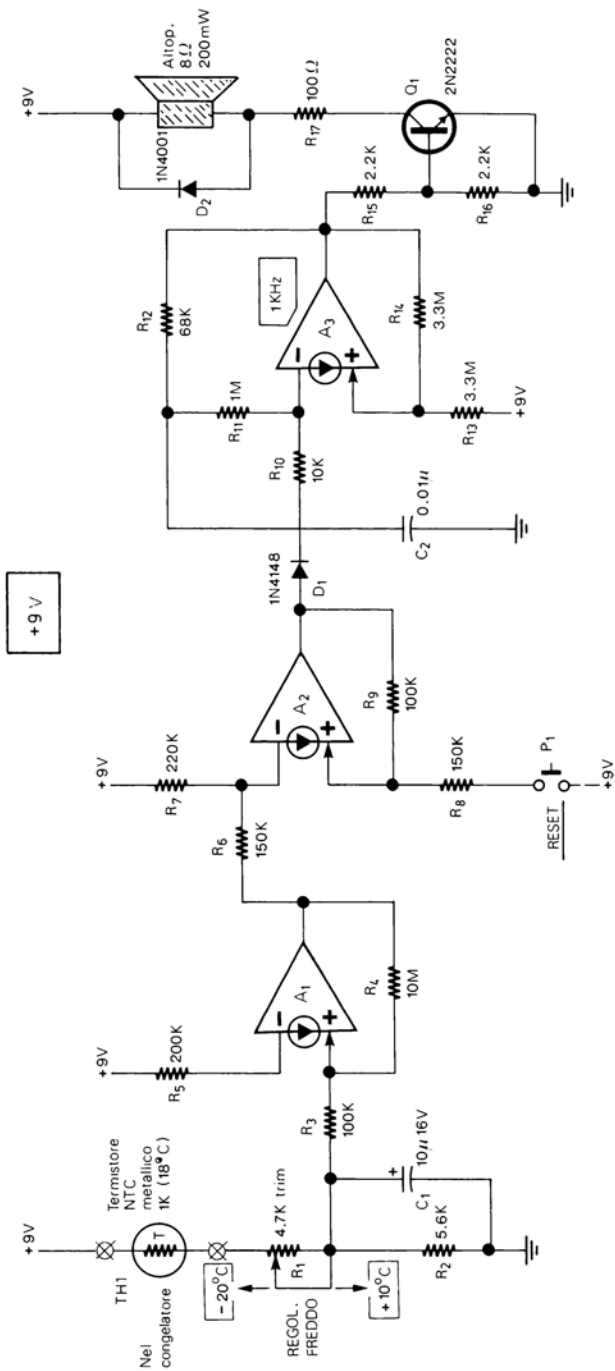 +9 V
+9V
TH1
T
Termistore
NTC
metallico
1K (18°C)
Nel
congelatore
-20°C
REGOL.
FREDDO
+10°C
4.7K trim
R1
R2
5.6K
+
10µ 16V
C1
R3
100K
+9V
R5
200K
A1
-
+
R4
10M
+9V
R7
220K
R6
150K
A2
-
+
R9
100K
R8
150K
P1
RESET
+9V
1N4148
D1
R10
10K
R11
1M
R12
68K
C2
0.01µ
A3
-
+
1KHz
R14
3.3M
R13
3.3M
+9V
R15
2.2K
R16
2.2K
Q1
2N2222
R17
100Ω
+9V
1N4001
D2
Altop.
8Ω
200mW